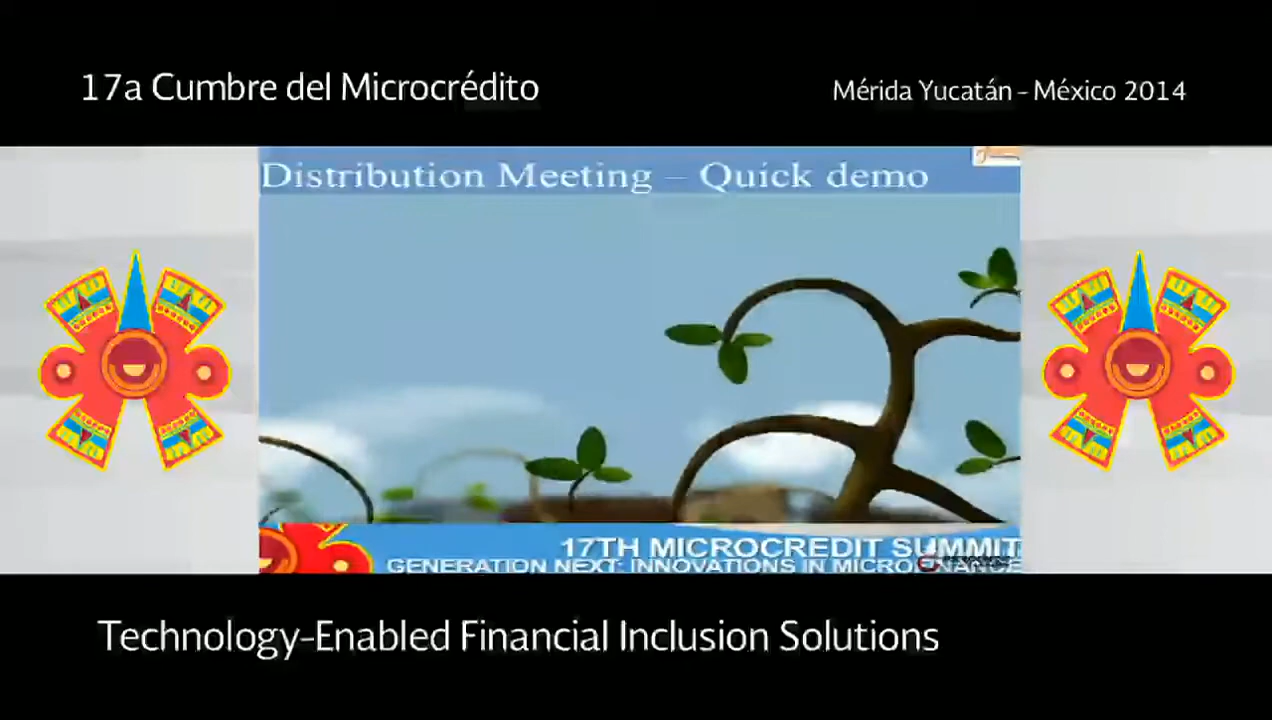 17a Cumbre del Microcrédito
Mérida Yucatán - México 2014
Distribution Meeting – Quick demo
17TH MICROCREDIT SUMMIT
GENERATION NEXT: INNOVATIONS IN MICROFINANCE
Technology-Enabled Financial Inclusion Solutions